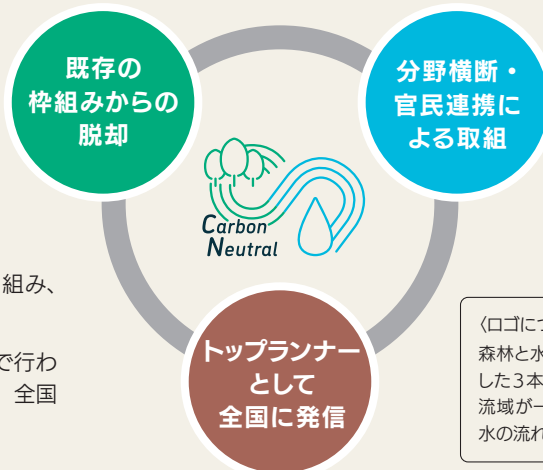 既存の
枠組みからの
脱却
分野横断・
官民連携に
よる取組
Carbon
Neutral
組み、
で行わ
全国
トップランナー
として
全国に発信
〈ロゴにつ
森林と水
した3本
流域が一
水の流れ